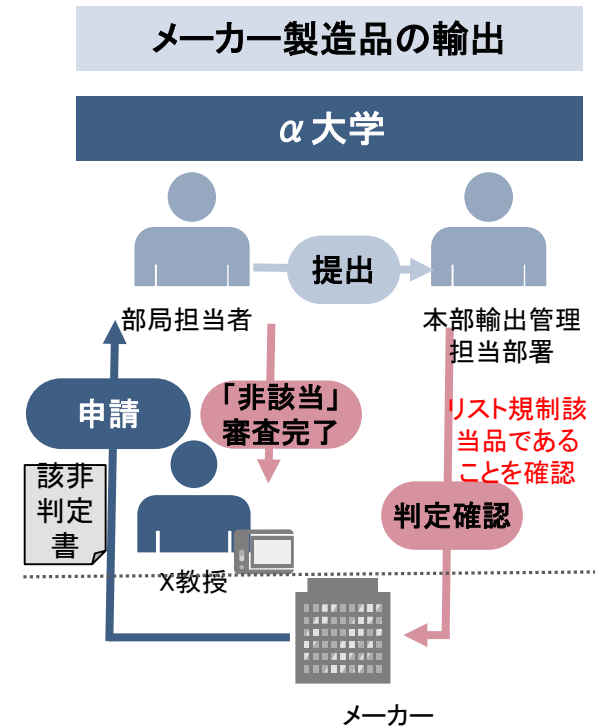 メーカー製造品の輸出
α大学
提出
部局担当者
本部輸出管理
担当部署
申請
「非該当」
審査完了
リスト規制該
当品である
ことを確認
該非
判定
書
判定確認
X教授
メーカー